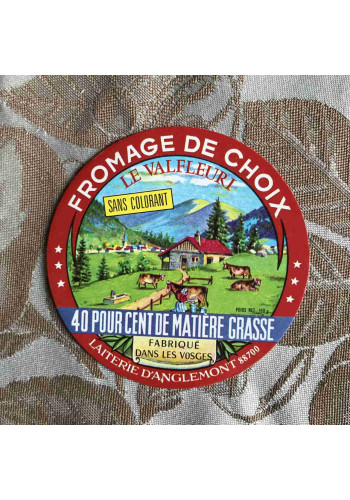 FROMAGE DE CHOIX
LE VALFLEURI
SANS COLORANT
40 POUR CENT DE MATIÈRE GRASSE
FABRIQUÉ
DANS LES VOSGES
LAITERIE D'ANGLEMONT 88700